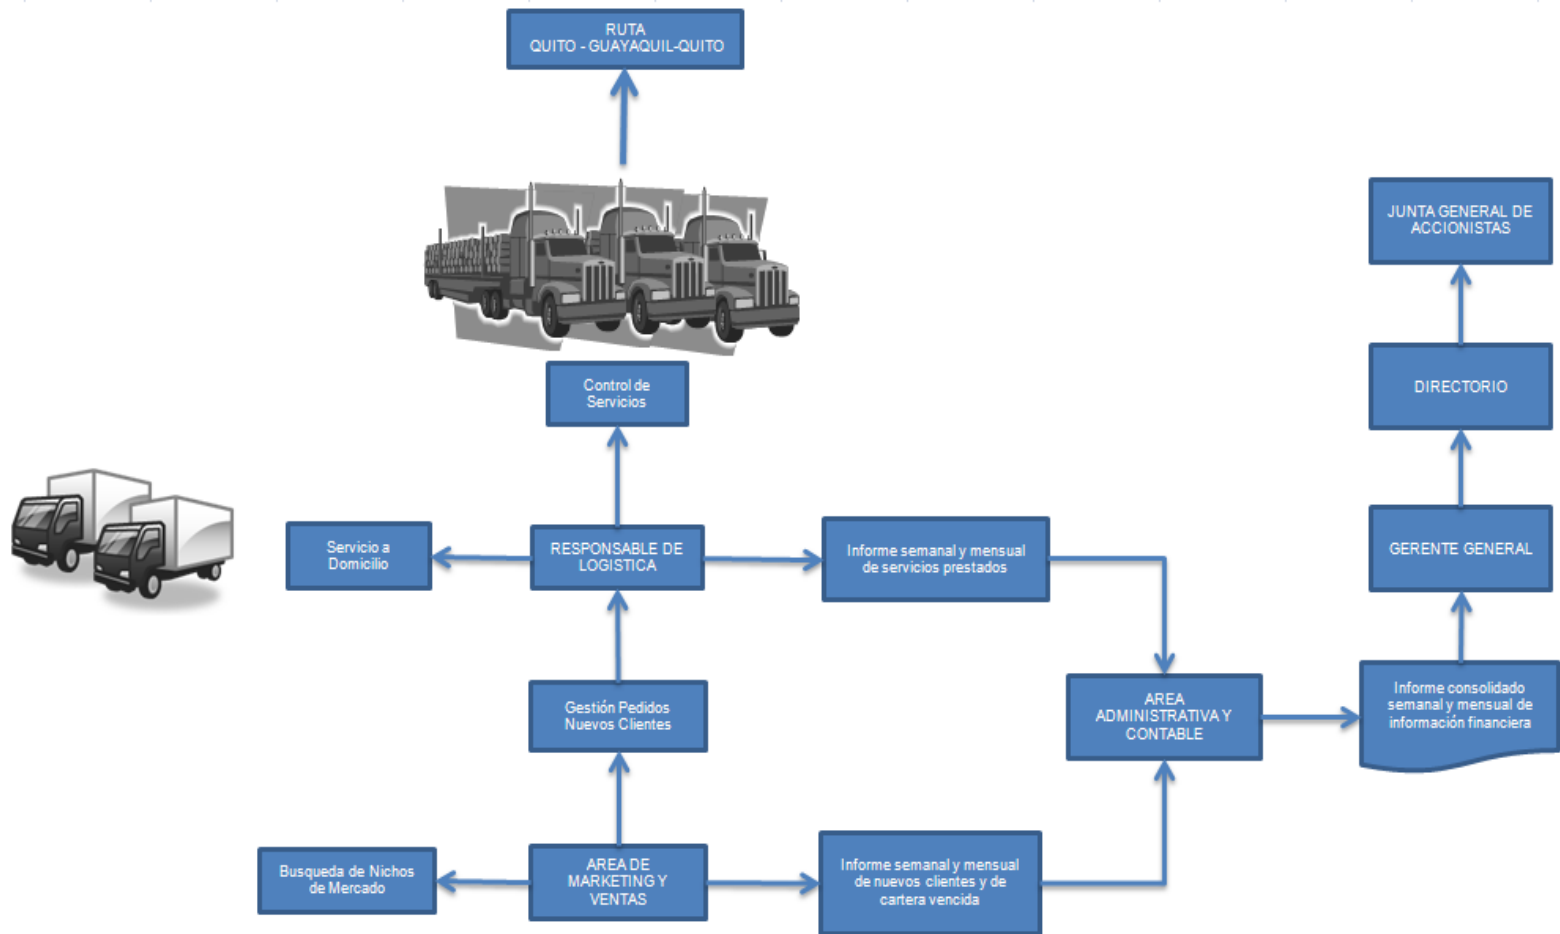 RUTA
QUITO - GUAYAQUIL-QUITO
JUNTA GENERAL DE
ACCIONISTAS
Control de
Servicios
DIRECTORIO
Servicio a
Domicilio
RESPONSABLE DE
LOGISTICA
Informe semanal y mensual
de servicios prestados
GERENTE GENERAL
Gestión Pedidos
Nuevos Clientes
AREA
ADMINISTRATIVA Y
CONTABLE
Informe consolidado
semanal y mensual de
información financiera
Busqueda de Nichos
de Mercado
AREA DE
MARKETING Y
VENTAS
Informe semanal y mensual
de nuevos clientes y de
cartera vencida